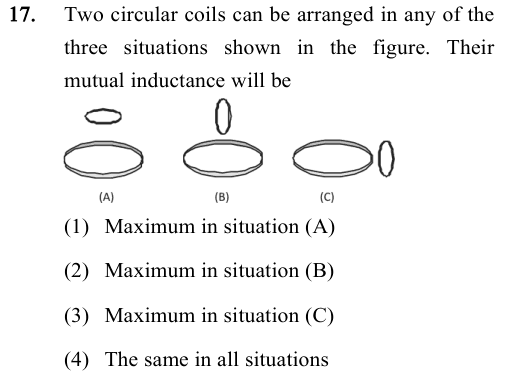 17. Two circular coils can be arranged in any of the
three situations shown in the figure. Their
mutual inductance will be
(A) (B) (C)
(1) Maximum in situation (A)
(2) Maximum in situation (B)
(3) Maximum in situation (C)
(4) The same in all situations